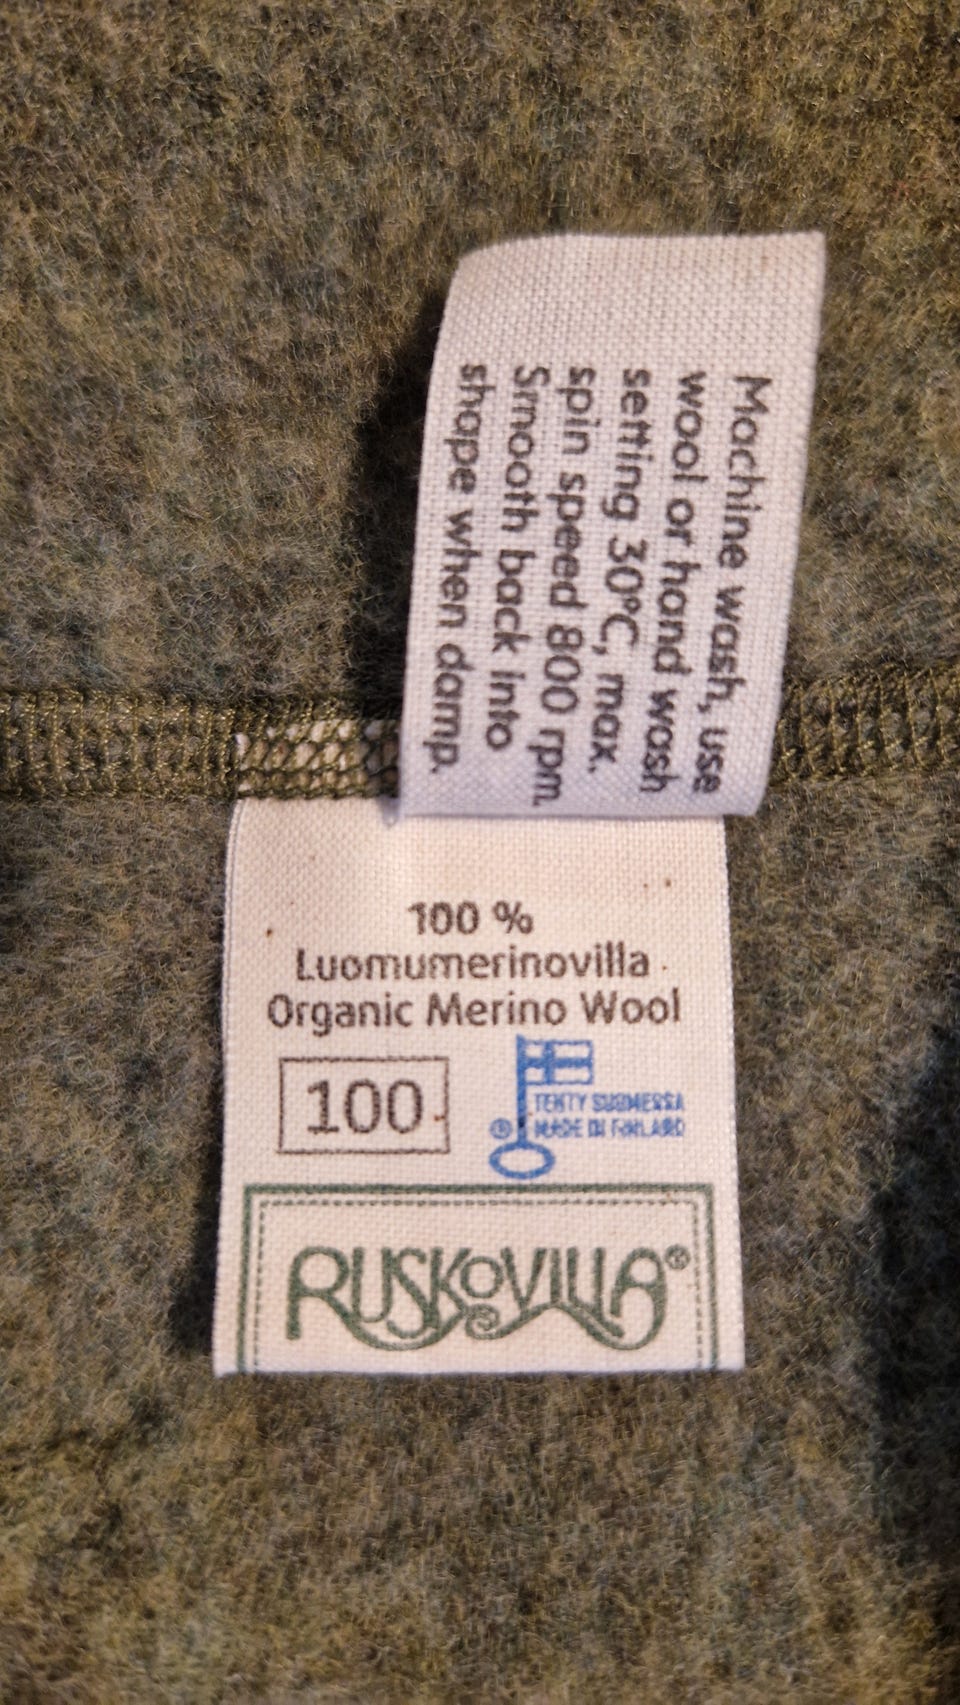 Machine wash, use
wool or hand wash
setting 30°C, max.
spin speed 800 rpm.
Smooth back into
shape when damp.
100 %
Luomumerinovilla
Organic Merino Wool
100
TEHTY SUOMESSA
® MADE IN FINLAND
RUSKOVILLA®